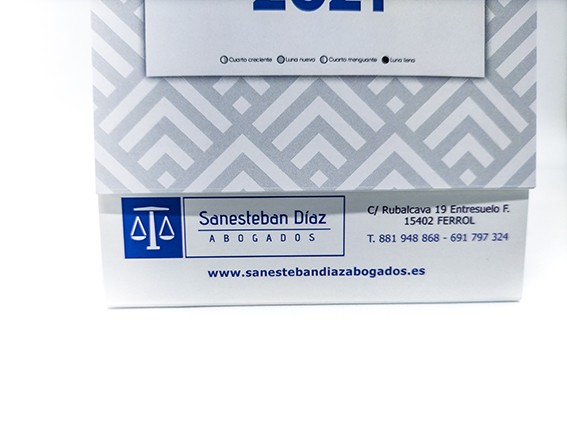 2021
Cuarto creciente Luna nueva Cuarto menguante Luna llena
Sanesteban Díaz
ABOGADOS
C/ Rubalcava 19 Entresuelo F.
15402 FERROL
T. 881 948 868 - 691 797 324
www.sanestebandiazabogados.es